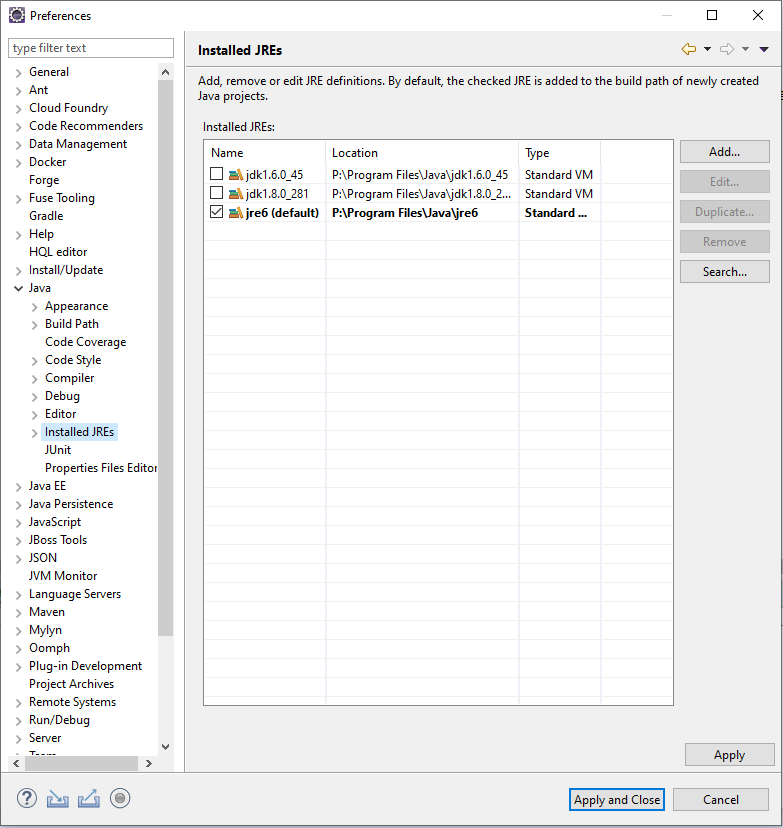 Preferences
type filter text
General
Ant
Cloud Foundry
Code Recommenders
Data Management
Docker
Forge
Fuse Tooling
Gradle
Help
HQL editor
Install/Update
Java
Appearance
Build Path
Code Coverage
Code Style
Compiler
Debug
Editor
Installed JREs
JUnit
Properties Files Editor
Java EE
Java Persistence
JavaScript
JBoss Tools
JSON
JVM Monitor
Language Servers
Maven
Mylyn
Oomph
Plug-in Development
Project Archives
Remote Systems
Run/Debug
Server
Team
Installed JREs
Add, remove or edit JRE definitions. By default, the checked JRE is added to the build path of newly created
Java projects.
Installed JREs:
Name Location Type
jdk1.6.0_45 P:\Program Files\Java\jdk1.6.0_45 Standard VM
jdk1.8.0_281 P:\Program Files\Java\jdk1.8.0_2... Standard VM
jre6 (default) P:\Program Files\Java\jre6 Standard ...
Add...
Edit...
Duplicate...
Remove
Search...
Apply
? Apply and Close Cancel